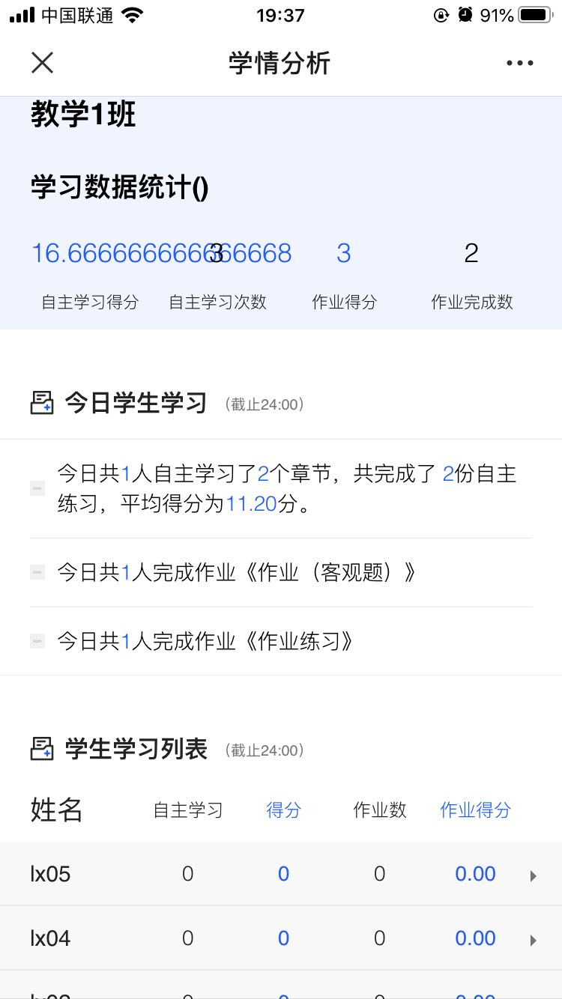 中国联通 19:37 91%
学情分析
教学1班
学习数据统计()
16.666666666666668 3 3 2
自主学习得分 自主学习次数 作业得分 作业完成数
今日学生学习 (截止24:00)
今日共1人自主学习了2个章节，共完成了 2份自主
练习，平均得分为11.20分。
今日共1人完成作业《作业（客观题）》
今日共1人完成作业《作业练习》
学生学习列表 (截止24:00)
姓名 自主学习 得分 作业数 作业得分
lx05 0 0 0 0.00
lx04 0 0 0 0.00